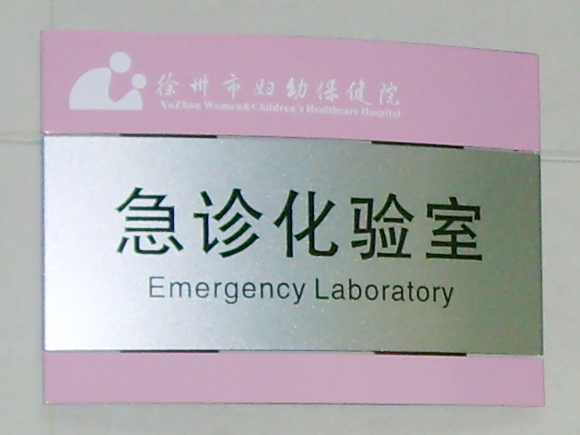 徐州市妇幼保健院
XuZhou Women & Children's Healthcare Hospital
急诊化验室
Emergency Laboratory